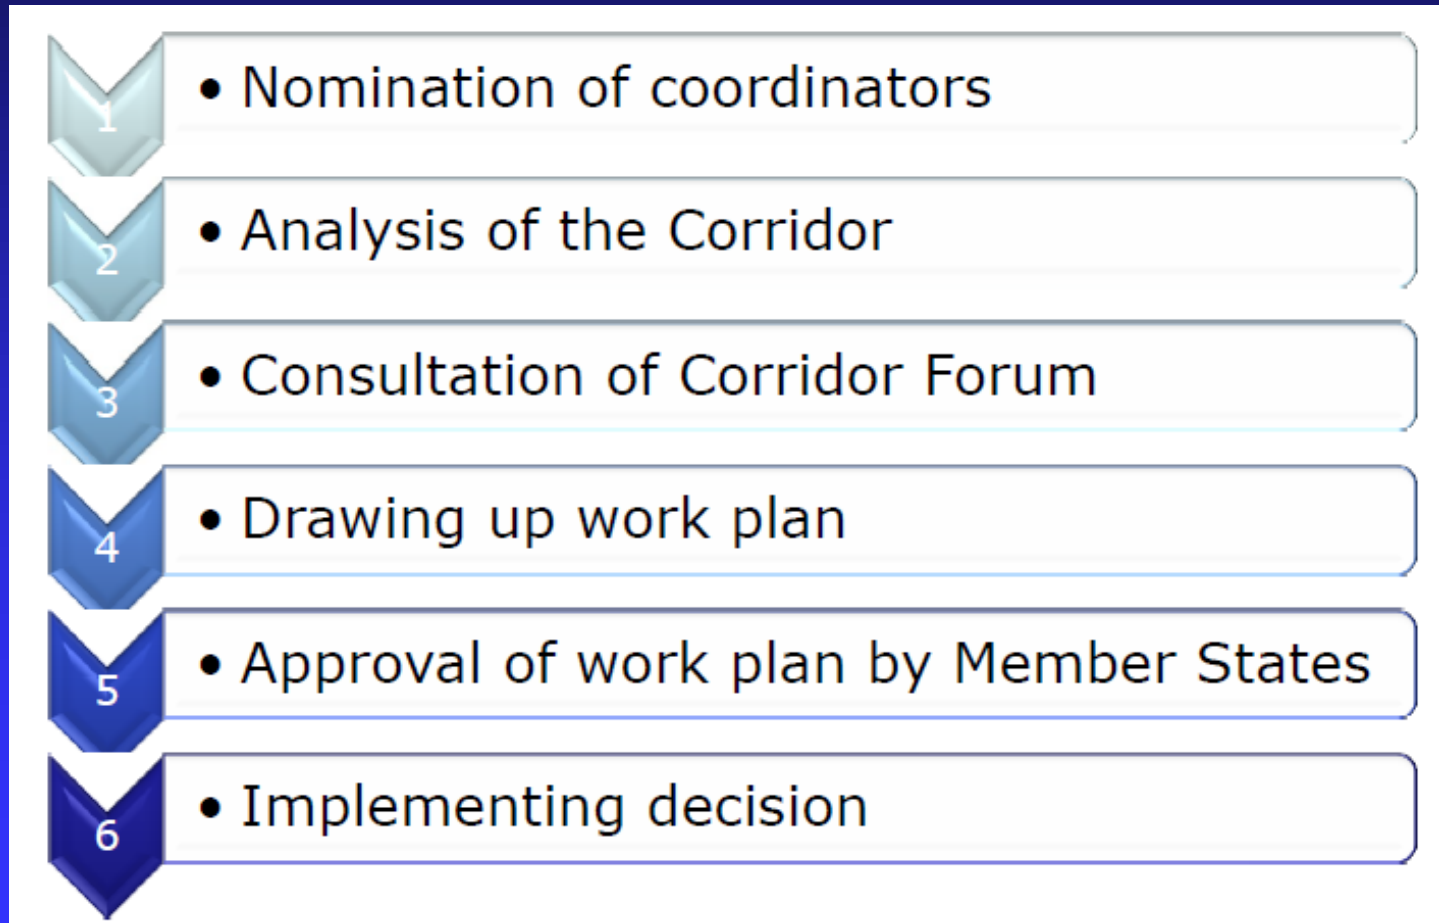 1 • Nomination of coordinators
2 • Analysis of the Corridor
3 • Consultation of Corridor Forum
4 • Drawing up work plan
5 • Approval of work plan by Member States
6 • Implementing decision